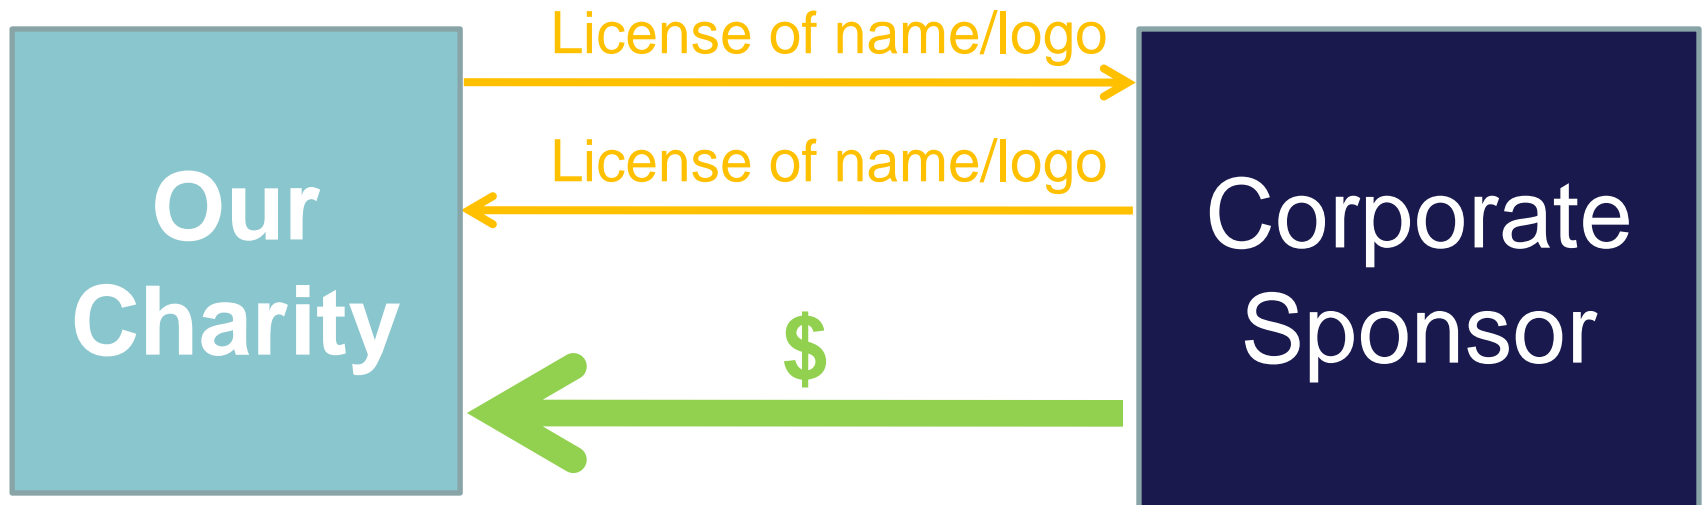 License of name/logo
License of name/logo
Our
Charity
$
Corporate
Sponsor